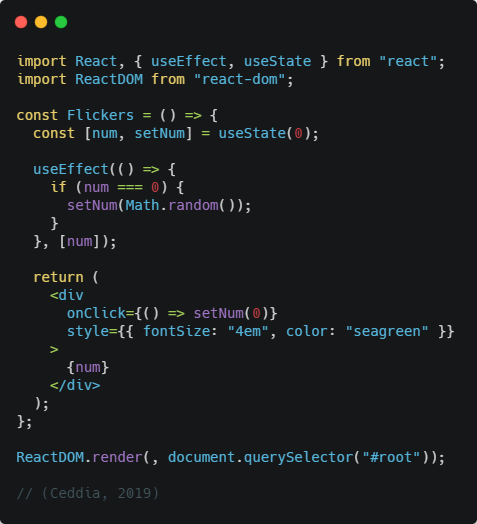 import React, { useEffect, useState } from "react";
import ReactDOM from "react-dom";

const Flickers = () => {
  const [num, setNum] = useState(0);

  useEffect(() => {
    if (num === 0) {
      setNum(Math.random());
    }
  }, [num]);

  return (
    <div
      onClick={() => setNum(0)}
      style={{ fontSize: "4em", color: "seagreen" }}
    >
      {num}
    </div>
  );
};

ReactDOM.render(, document.querySelector("#root"));

// (Ceddia, 2019)